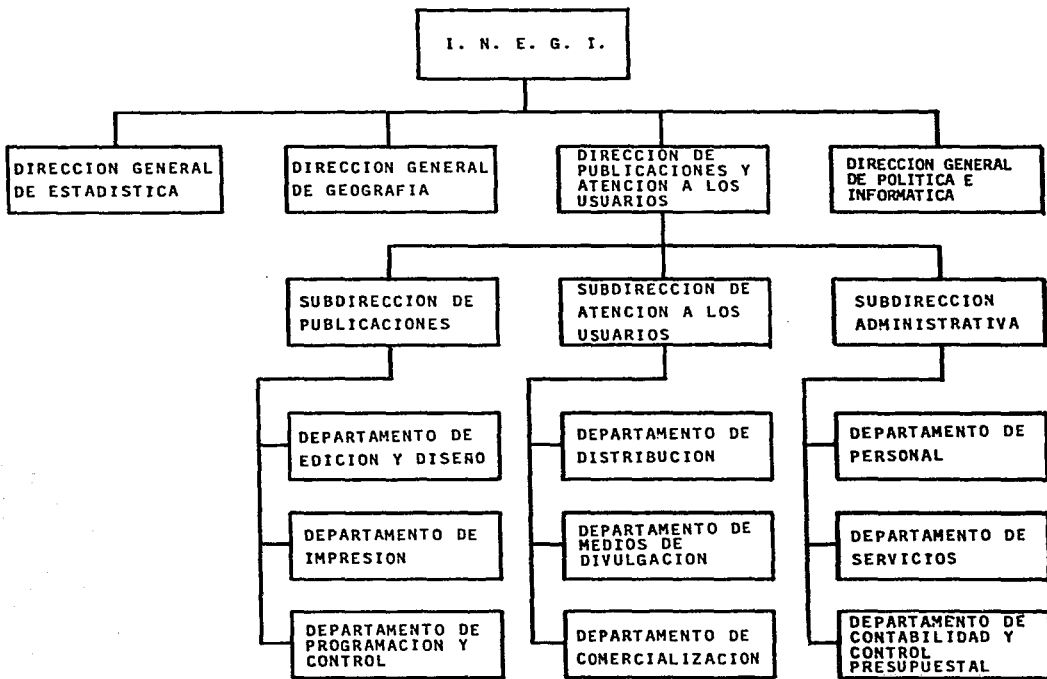 I. N. E. G. I.
DIRECCION GENERAL
DE ESTADISTICA
DIRECCION GENERAL
DE GEOGRAFIA
DIRECCION DE
PUBLICACIONES Y
ATENCION A LOS
USUARIOS
DIRECCION GENERAL
DE POLITICA E
INFORMATICA
SUBDIRECCION DE
PUBLICACIONES
SUBDIRECCION DE
ATENCION A LOS
USUARIOS
SUBDIRECCION
ADMINISTRATIVA
DEPARTAMENTO DE
EDICION Y DISEÑO
DEPARTAMENTO DE
DISTRIBUCION
DEPARTAMENTO DE
PERSONAL
DEPARTAMENTO DE
IMPRESION
DEPARTAMENTO DE
MEDIOS DE
DIVULGACION
DEPARTAMENTO DE
SERVICIOS
DEPARTAMENTO DE
PROGRAMACION Y
CONTROL
DEPARTAMENTO DE
COMERCIALIZACION
DEPARTAMENTO DE
CONTABILIDAD Y
CONTROL
PRESUPUESTAL